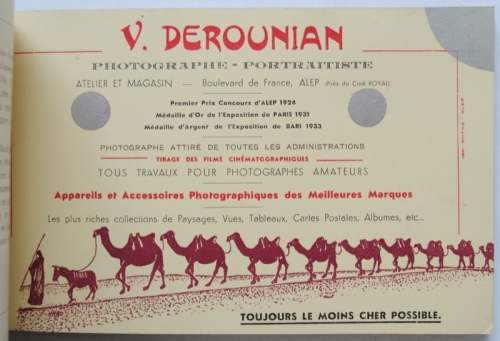 V. DEROUNIAN
PHOTOGRAPHE - PORTRAITISTE
ATELIER ET MAGASIN — Boulevard de France, ALEP (Près du Ciné ROYAL)
Premier Prix Concours d'ALEP 1924
Médaille d'Or de l'Exposition de PARIS 1931
Médaille d'Argent de l'Exposition de BARI 1933
PHOTOGRAPHE ATTIRÉ DE TOUTES LES ADMINISTRATIONS
TIRAGE DES FILMS CINÉMATOGRAPHIQUES
TOUS TRAVAUX POUR PHOTOGRAPHES AMATEURS
Appareils et Accessoires Photographiques des Meilleures Marques
Les plus riches collections de Paysages, Vues, Tableaux, Cartes Postales, Albumes, etc...
TOUJOURS LE MOINS CHER POSSIBLE.
ALEP